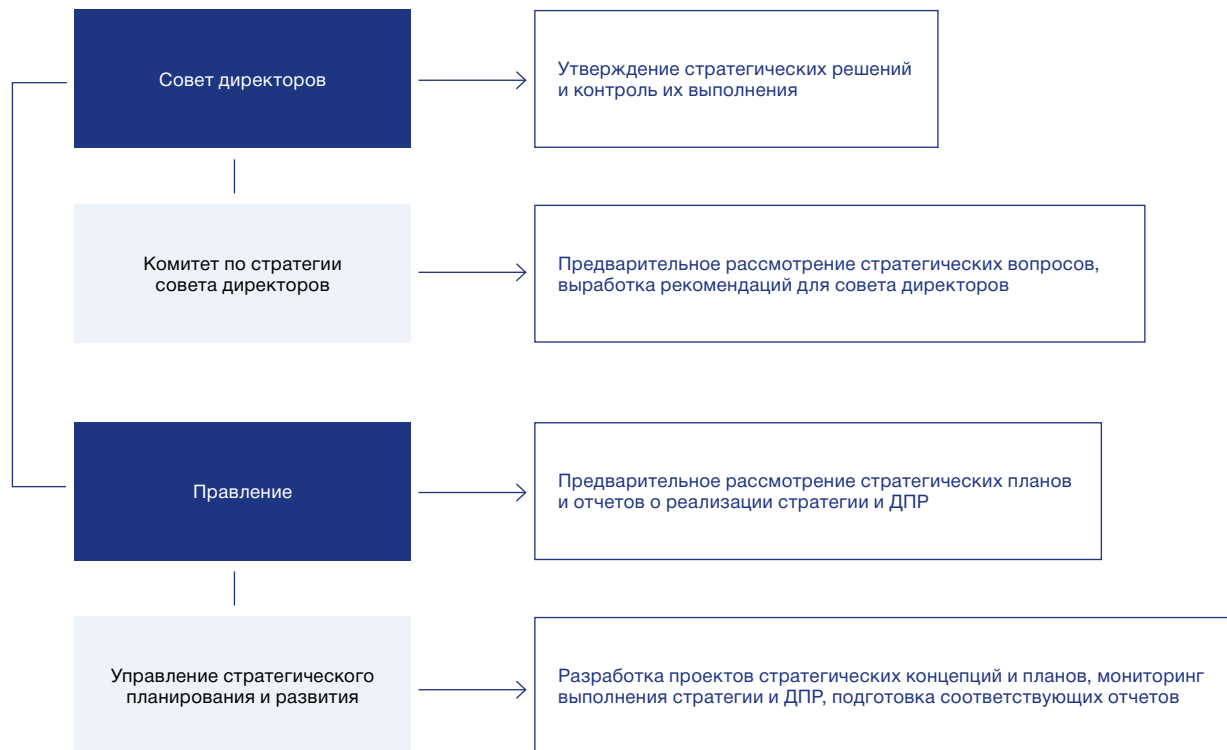 Совет директоров
Утверждение стратегических решений
и контроль их выполнения
Комитет по стратегии
совета директоров
Предварительное рассмотрение стратегических вопросов,
выработка рекомендаций для совета директоров
Правление
Предварительное рассмотрение стратегических планов
и отчетов о реализации стратегии и ДПР
Управление стратегического
планирования и развития
Разработка проектов стратегических концепций и планов, мониторинг
выполнения стратегии и ДПР, подготовка соответствующих отчетов